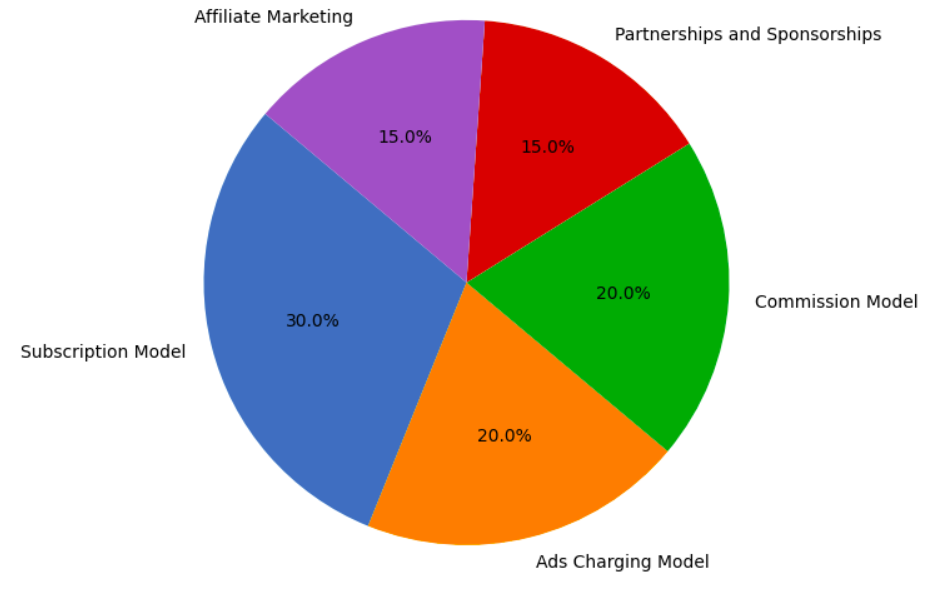 Affiliate Marketing
Partnerships and Sponsorships
15.0%
15.0%
20.0%
Commission Model
30.0%
Subscription Model
20.0%
Ads Charging Model